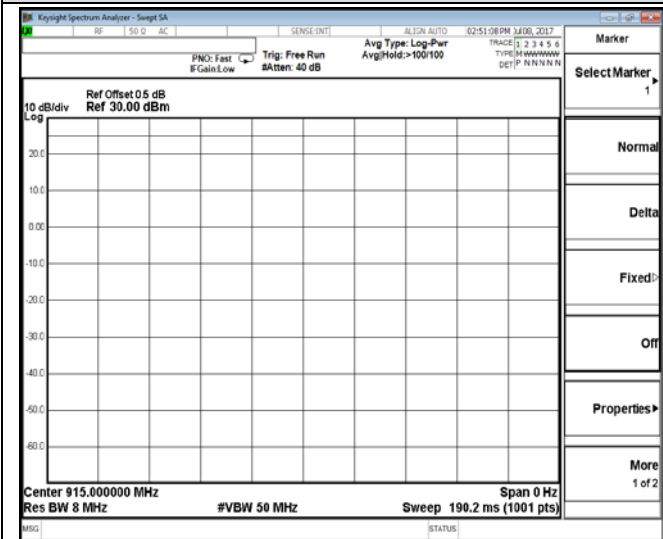 Keysight Spectrum Analyzer - Swept SA
RF 50 Ω AC SENSE:INT ALIGN AUTO 02:51:08 PM Jul 08, 2017
PNO: Fast
IFGain:Low
Trig: Free Run
#Atten: 40 dB
Avg Type: Log-Pwr
Avg|Hold:>100/100
TRACE 1 2 3 4 5 6
TYPE M WWWWW
DET P N N N N N
Ref Offset 0.5 dB
10 dB/div Ref 30.00 dBm
Log
20.0
10.0
0.00
-10.0
-20.0
-30.0
-40.0
-50.0
-60.0
Center 915.000000 MHz Span 0 Hz
Res BW 8 MHz #VBW 50 MHz Sweep 190.2 ms (1001 pts)
MSG STATUS
Marker
Select Marker
1
Normal
Delta
Fixed
Off
Properties
More
1 of 2